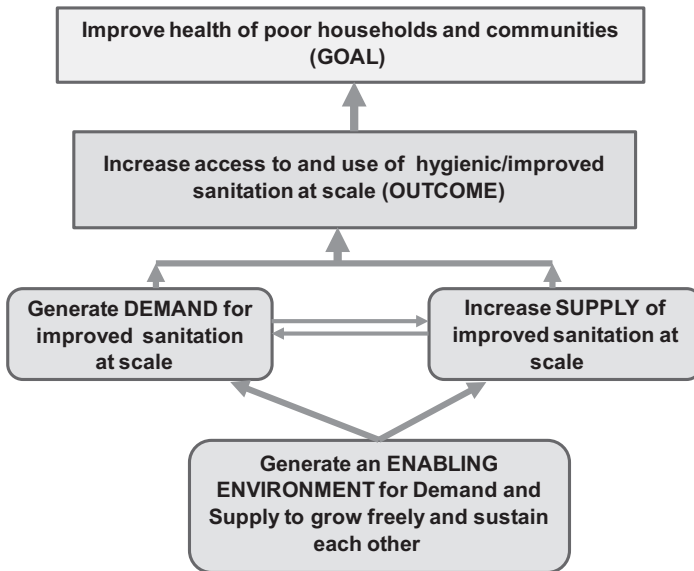 Improve health of poor households and communities
(GOAL)
Increase access to and use of hygienic/improved
sanitation at scale (OUTCOME)
Generate DEMAND for
improved sanitation
at scale
Increase SUPPLY of
improved sanitation at
scale
Generate an ENABLING
ENVIRONMENT for Demand and
Supply to grow freely and sustain
each other